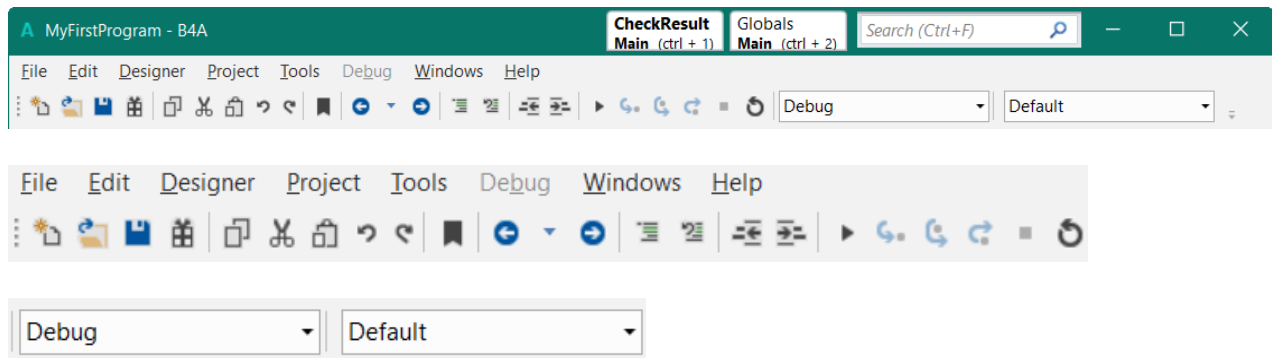 A MyFirstProgram - B4A
CheckResult
Main (ctrl + 1)
Globals
Main (ctrl + 2)
Search (Ctrl+F)
File Edit Designer Project Tools Debug Windows Help
Debug Default
File Edit Designer Project Tools Debug Windows Help
Debug Default